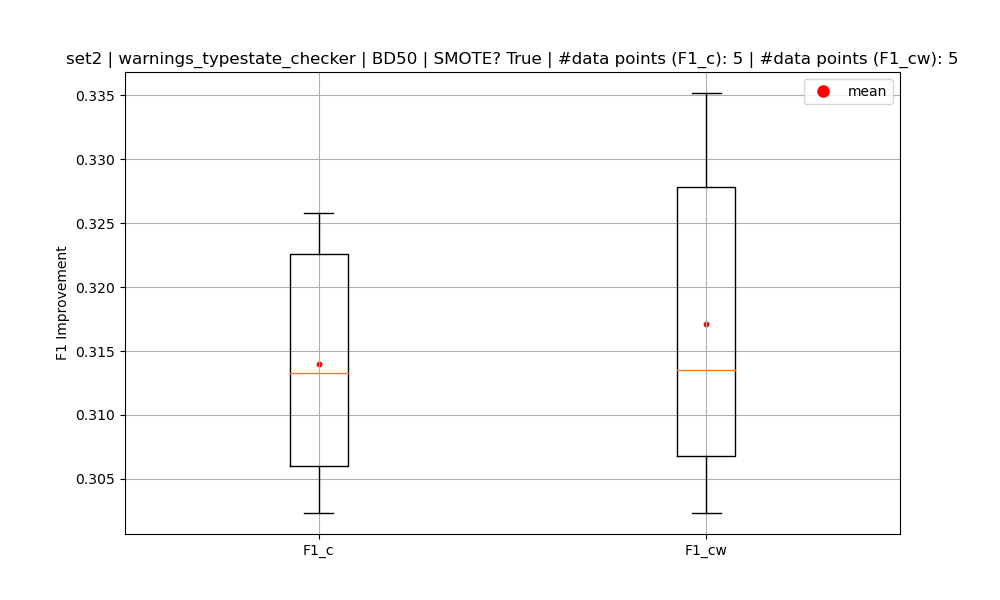 set2 | warnings_typestate_checker | BD50 | SMOTE? True | #data points (F1_c): 5 | #data points (F1_cw): 5
mean
0.335
0.330
0.325
0.320
0.315
0.310
0.305
F1 Improvement
F1_c
F1_cw